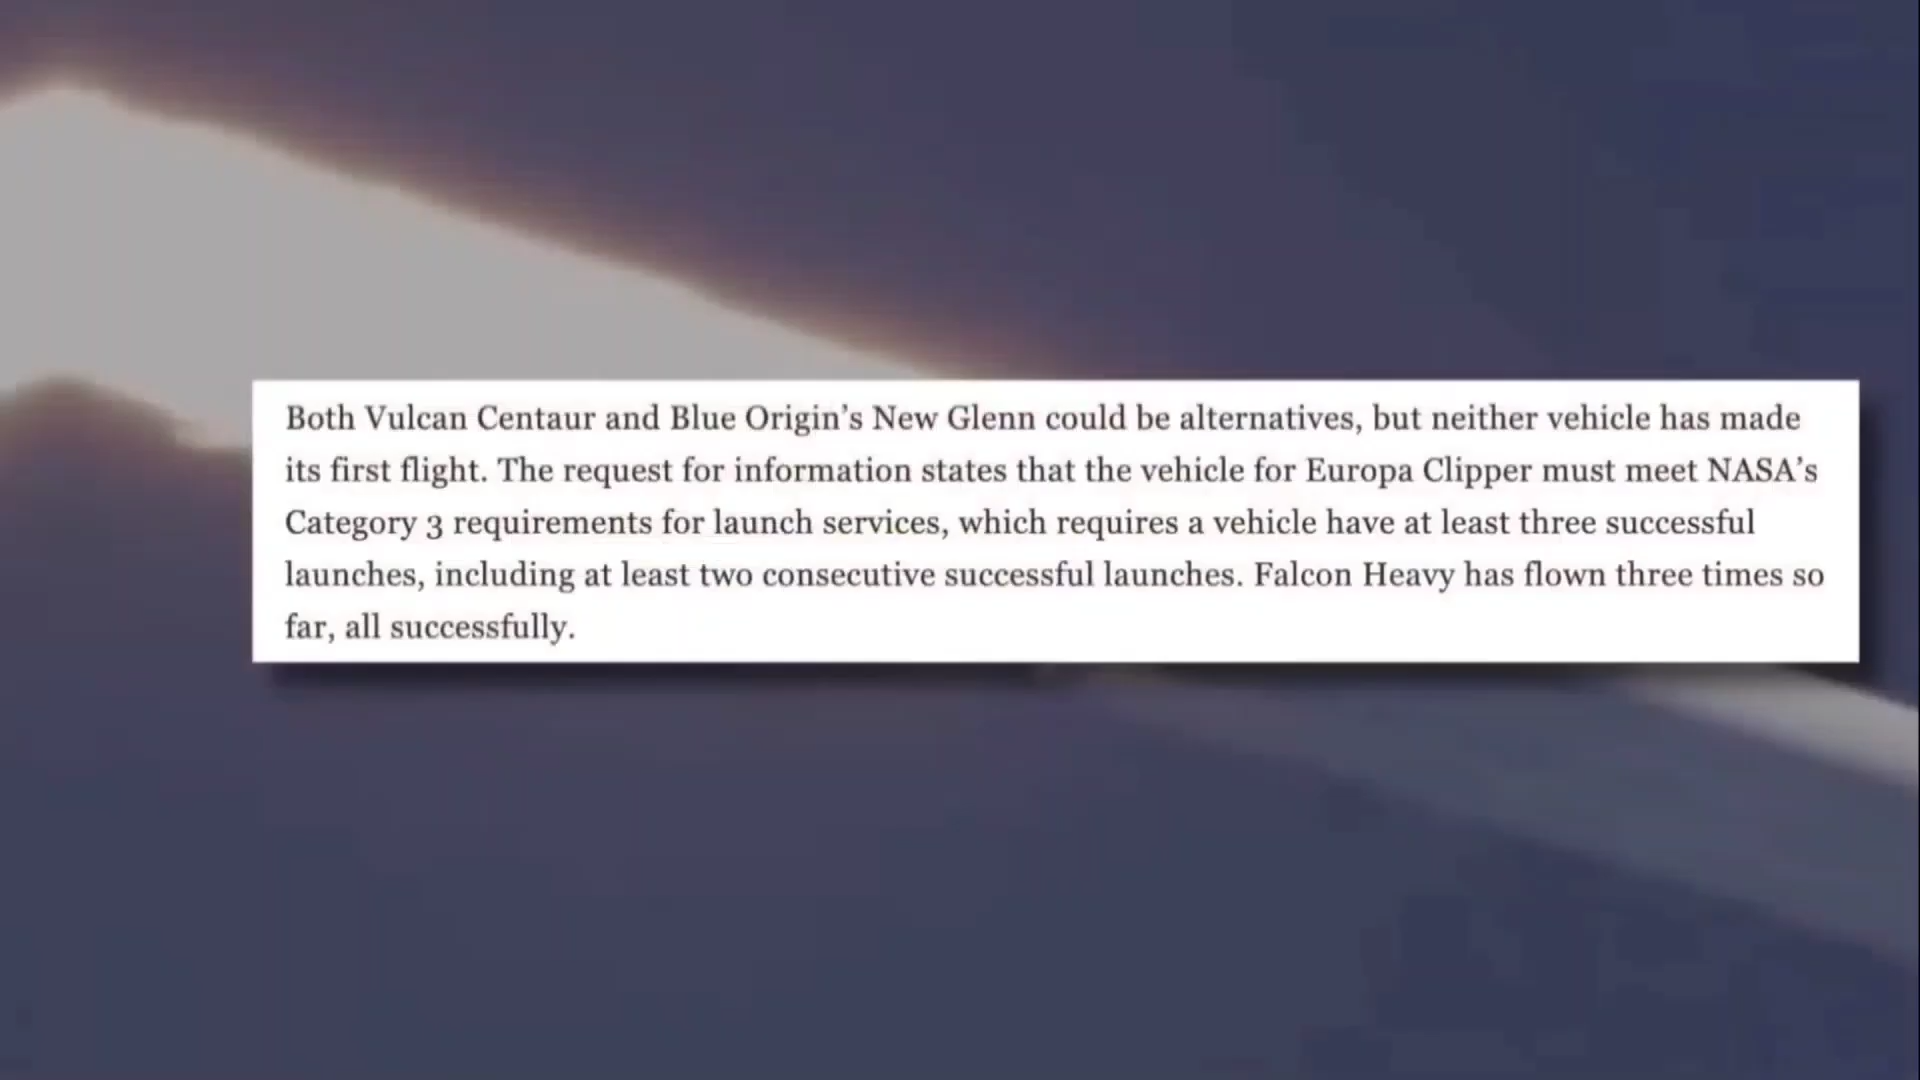 Both Vulcan Centaur and Blue Origin’s New Glenn could be alternatives, but neither vehicle has made
its first flight. The request for information states that the vehicle for Europa Clipper must meet NASA’s
Category 3 requirements for launch services, which requires a vehicle have at least three successful
launches, including at least two consecutive successful launches. Falcon Heavy has flown three times so
far, all successfully.